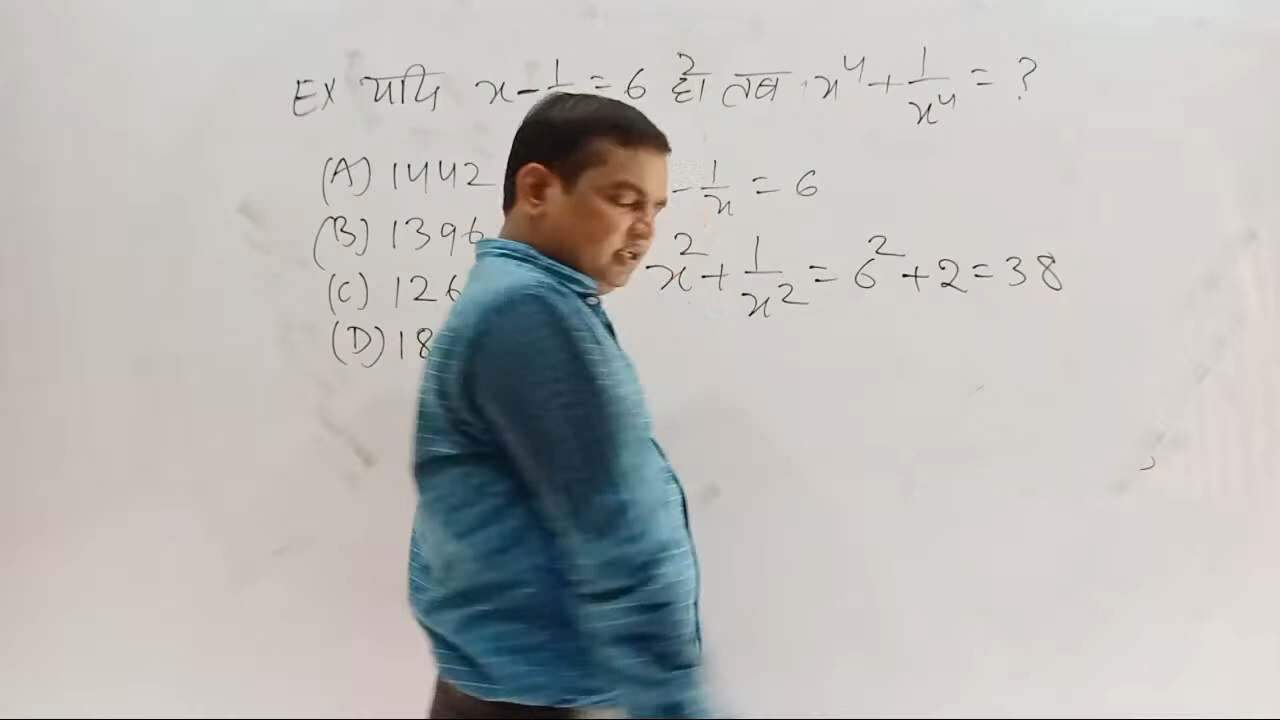 EX यदि x - 1/ = 6 हो तब x⁴ + 1/x⁴ = ?
(A) 1442
- 1/x = 6
(B) 1396
x² + 1/x² = 6² + 2 = 38
(C) 126
(D) 18